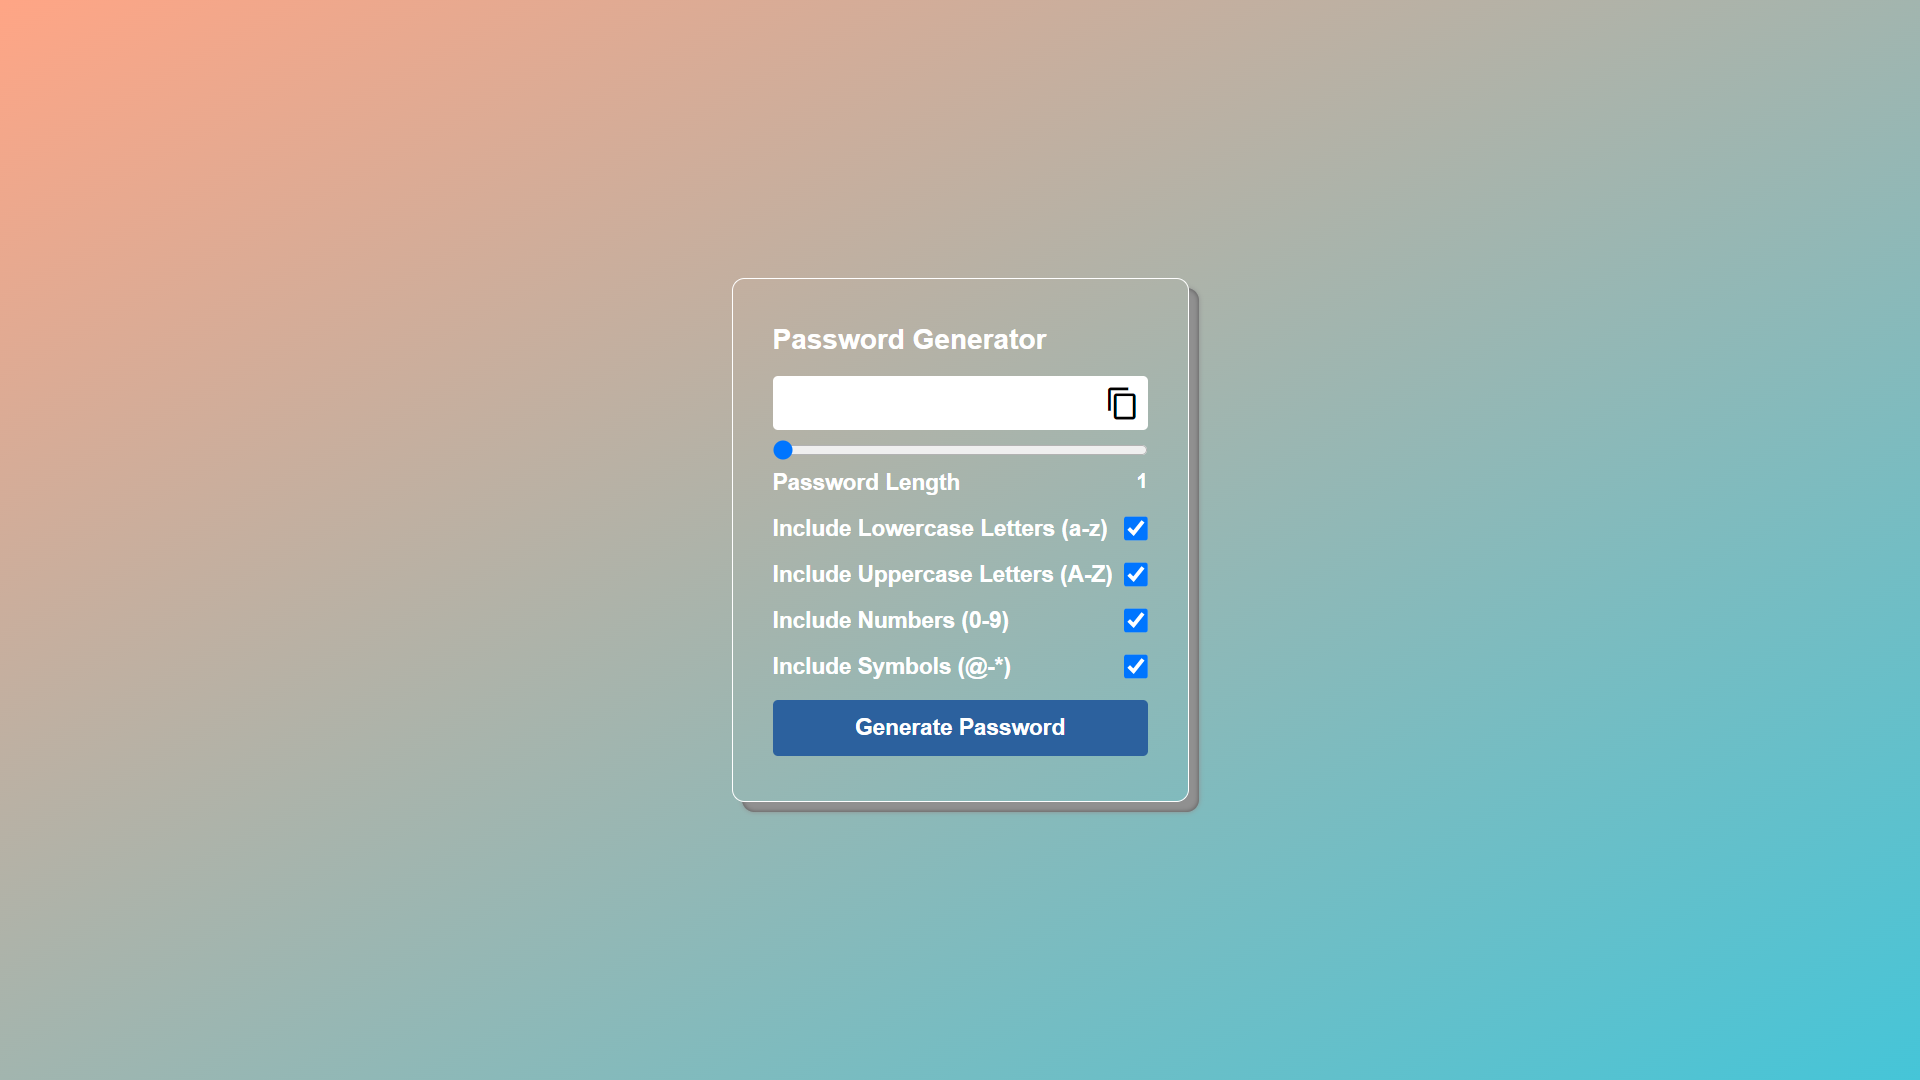 Password Generator
Password Length 1
Include Lowercase Letters (a-z)
Include Uppercase Letters (A-Z)
Include Numbers (0-9)
Include Symbols (@-*)
Generate Password